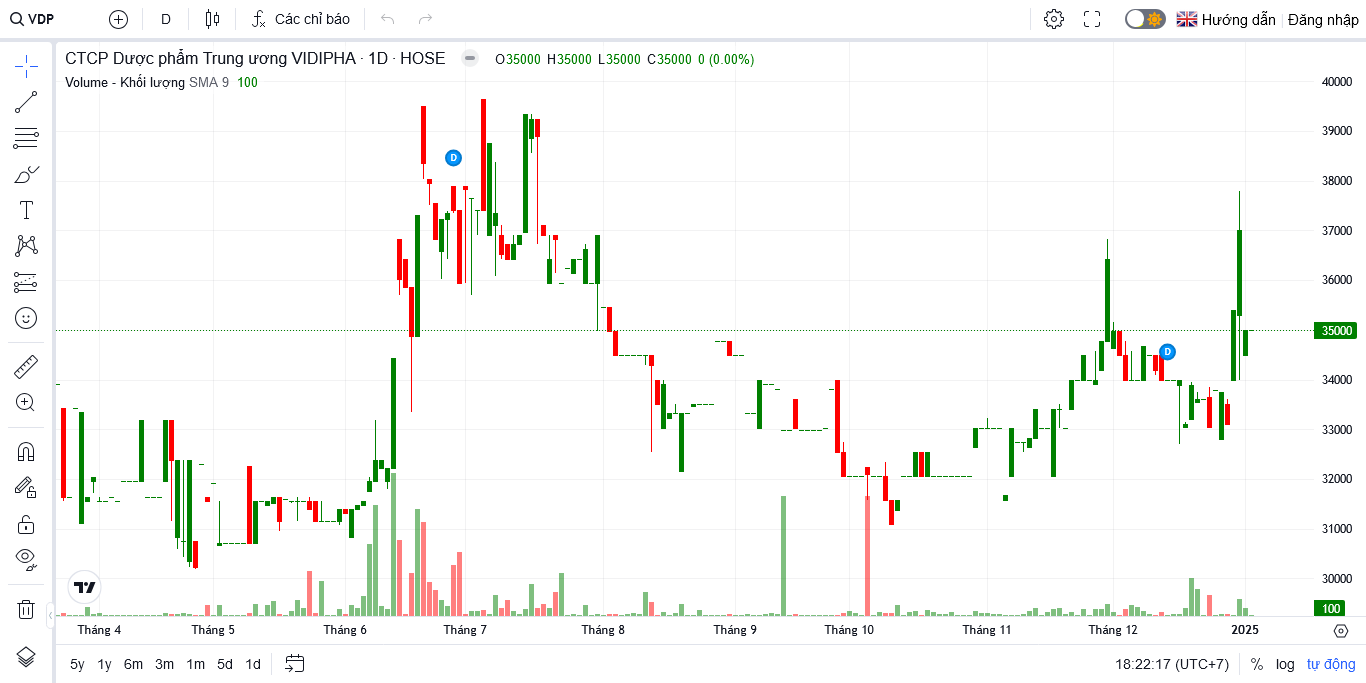 VDP D Các chỉ báo Hướng dẫn Đăng nhập
CTCP Dược phẩm Trung ương VIDIPHA · 1D · HOSE O35000 H35000 L35000 C35000 0 (0.00%)
Volume - Khối lượng SMA 9 100
40000
39000
D
38000
37000
36000
35000
D
34000
33000
32000
31000
30000
100
Tháng 4 Tháng 5 Tháng 6 Tháng 7 Tháng 8 Tháng 9 Tháng 10 Tháng 11 Tháng 12 2025
5y 1y 6m 3m 1m 5d 1d 18:22:17 (UTC+7) % log tự động